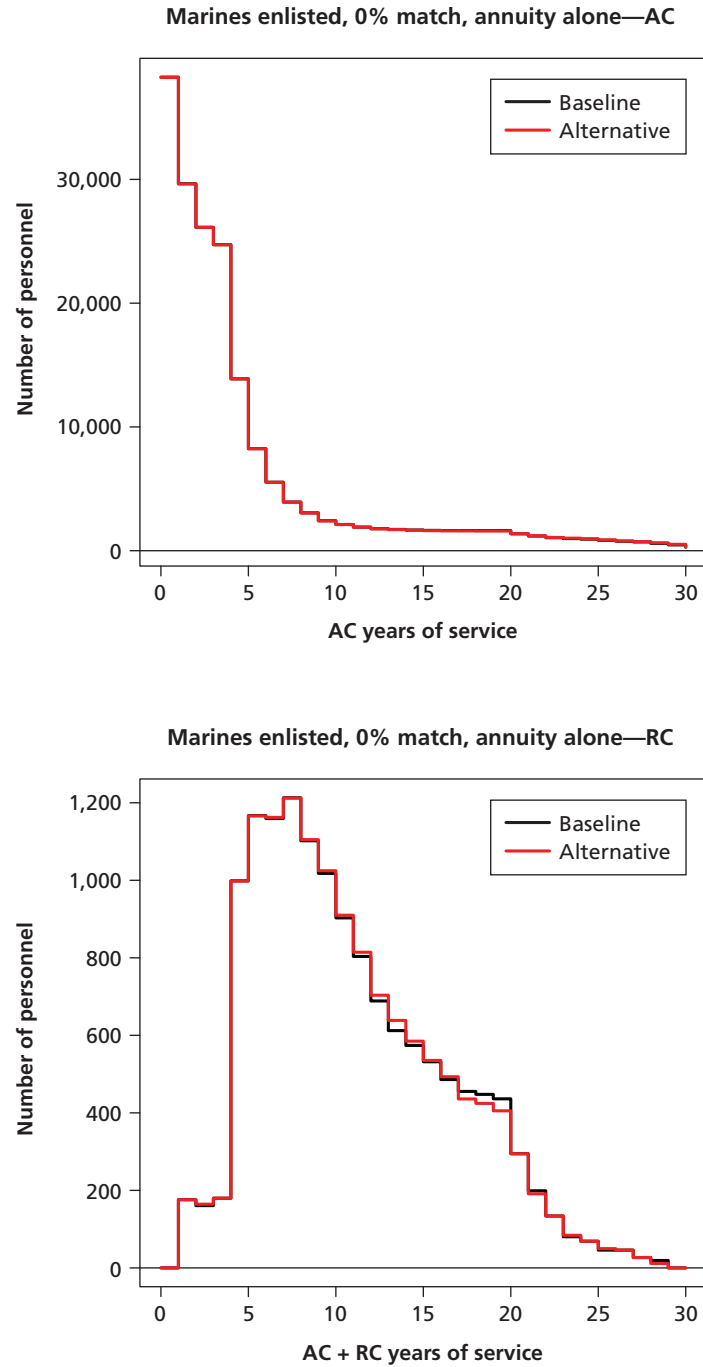 Marines enlisted, 0% match, annuity alone—AC
Baseline
Alternative
Number of personnel
30,000
20,000
10,000
0
0 5 10 15 20 25 30
AC years of service
Marines enlisted, 0% match, annuity alone—RC
Baseline
Alternative
Number of personnel
1,200
1,000
800
600
400
200
0
0 5 10 15 20 25 30
AC + RC years of service